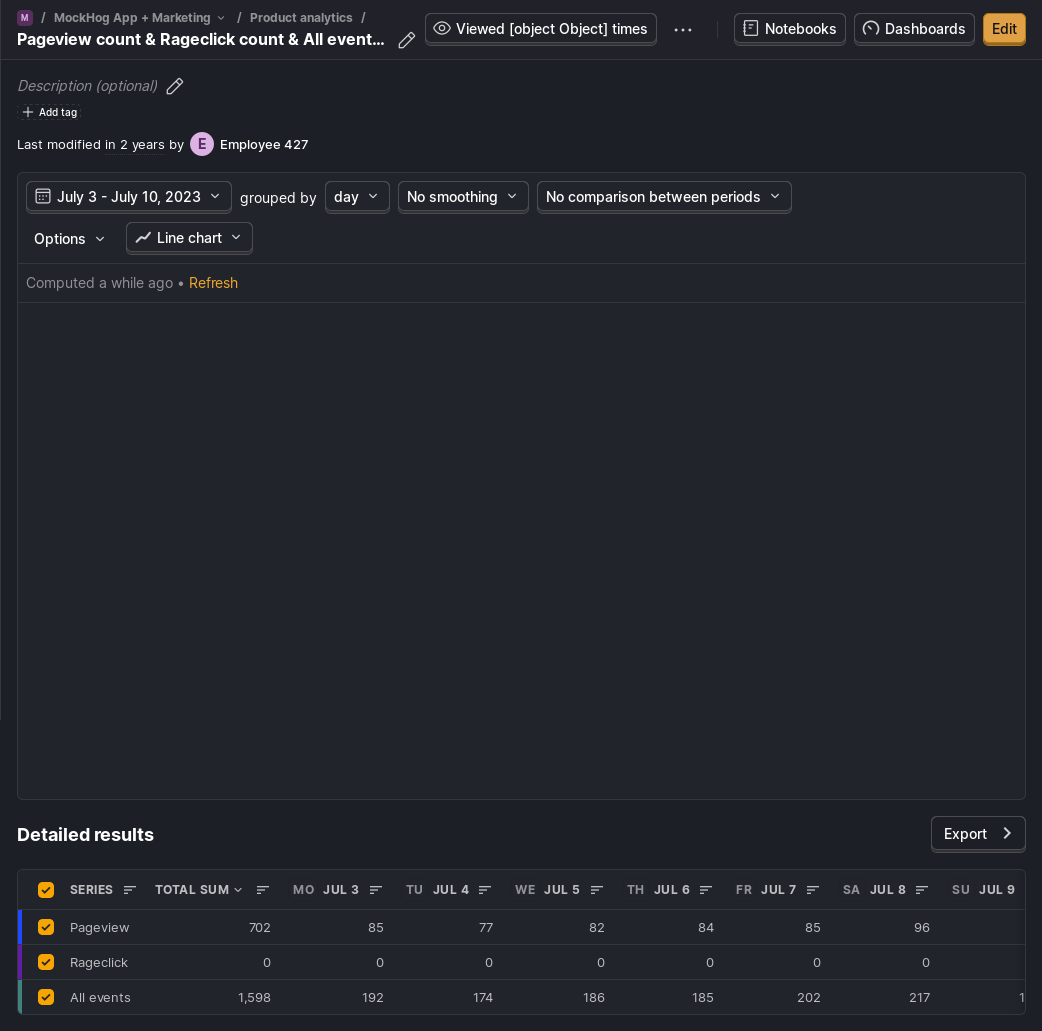 M / MockHog App + Marketing / Product analytics /
Pageview count & Rageclick count & All event...
Viewed [object Object] times
Notebooks
Dashboards
Edit
Description (optional)
Add tag
Last modified in 2 years by E Employee 427
July 3 - July 10, 2023 grouped by day No smoothing No comparison between periods
Options Line chart
Computed a while ago • Refresh
Detailed results
Export
SERIES TOTAL SUM MO JUL 3 TU JUL 4 WE JUL 5 TH JUL 6 FR JUL 7 SA JUL 8 SU JUL 9
Pageview 702 85 77 82 84 85 96
Rageclick 0 0 0 0 0 0 0
All events 1,598 192 174 186 185 202 217 1